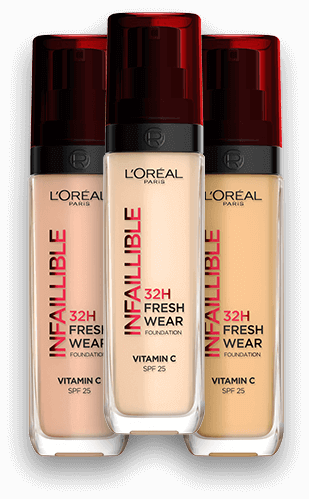 L'ORÉAL
PARIS
INFAILLIBLE
32H
FRESH
WEAR
FOUNDATION
VITAMIN C
SPF 25
L'ORÉAL
PARIS
INFAILLIBLE
32H
FRESH
WEAR
FOUNDATION
VITAMIN C
SPF 25
L'ORÉAL
PARIS
INFAILLIBLE
32H
FRESH
WEAR
FOUNDATION
VITAMIN C
SPF 25